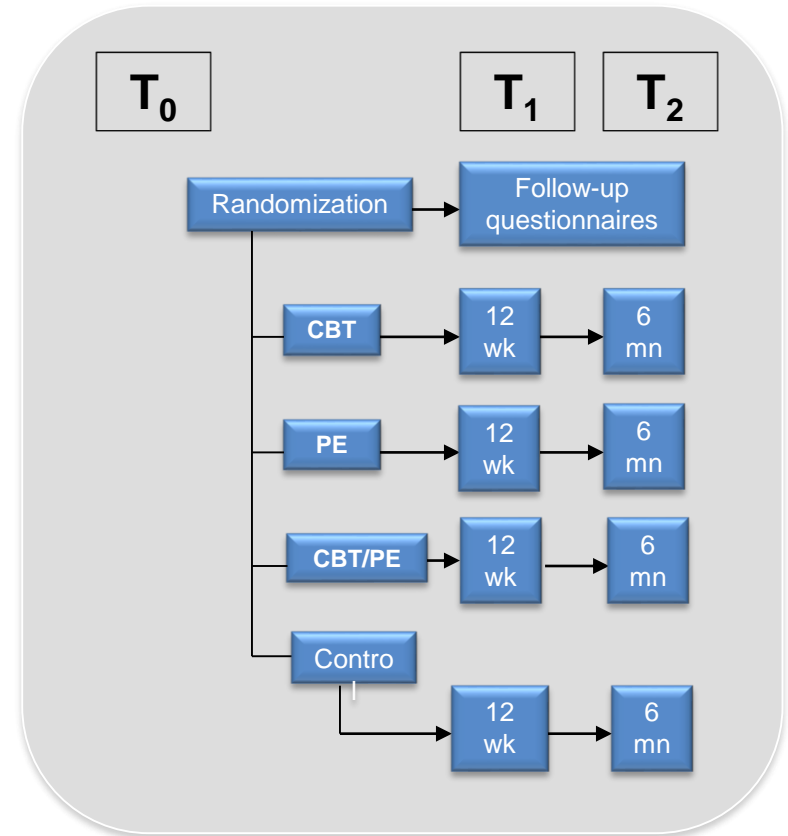 T₀ T₁ T₂
Randomization
Follow-up
questionnaires
CBT
12
wk
6
mn
PE
12
wk
6
mn
CBT/PE
12
wk
6
mn
Contro
l
12
wk
6
mn